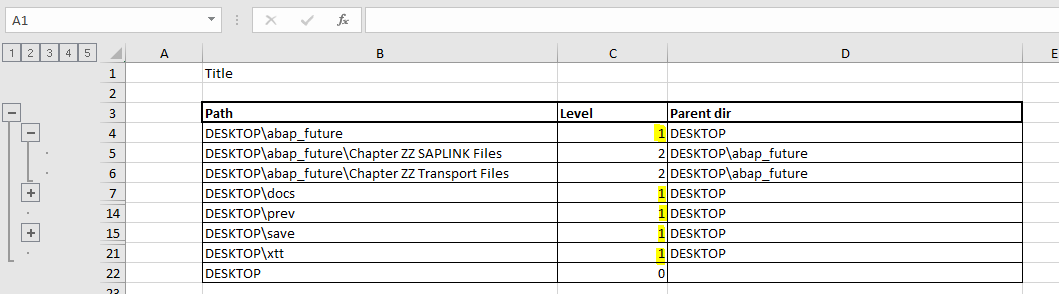 A1 fx
1 2 3 4 5 A B C D E
1 Title
2
3 Path Level Parent dir
4 DESKTOP\abap_future 1 DESKTOP
5 DESKTOP\abap_future\Chapter ZZ SAPLINK Files 2 DESKTOP\abap_future
6 DESKTOP\abap_future\Chapter ZZ Transport Files 2 DESKTOP\abap_future
7 DESKTOP\docs 1 DESKTOP
14 DESKTOP\prev 1 DESKTOP
15 DESKTOP\save 1 DESKTOP
21 DESKTOP\xtt 1 DESKTOP
22 DESKTOP 0
23